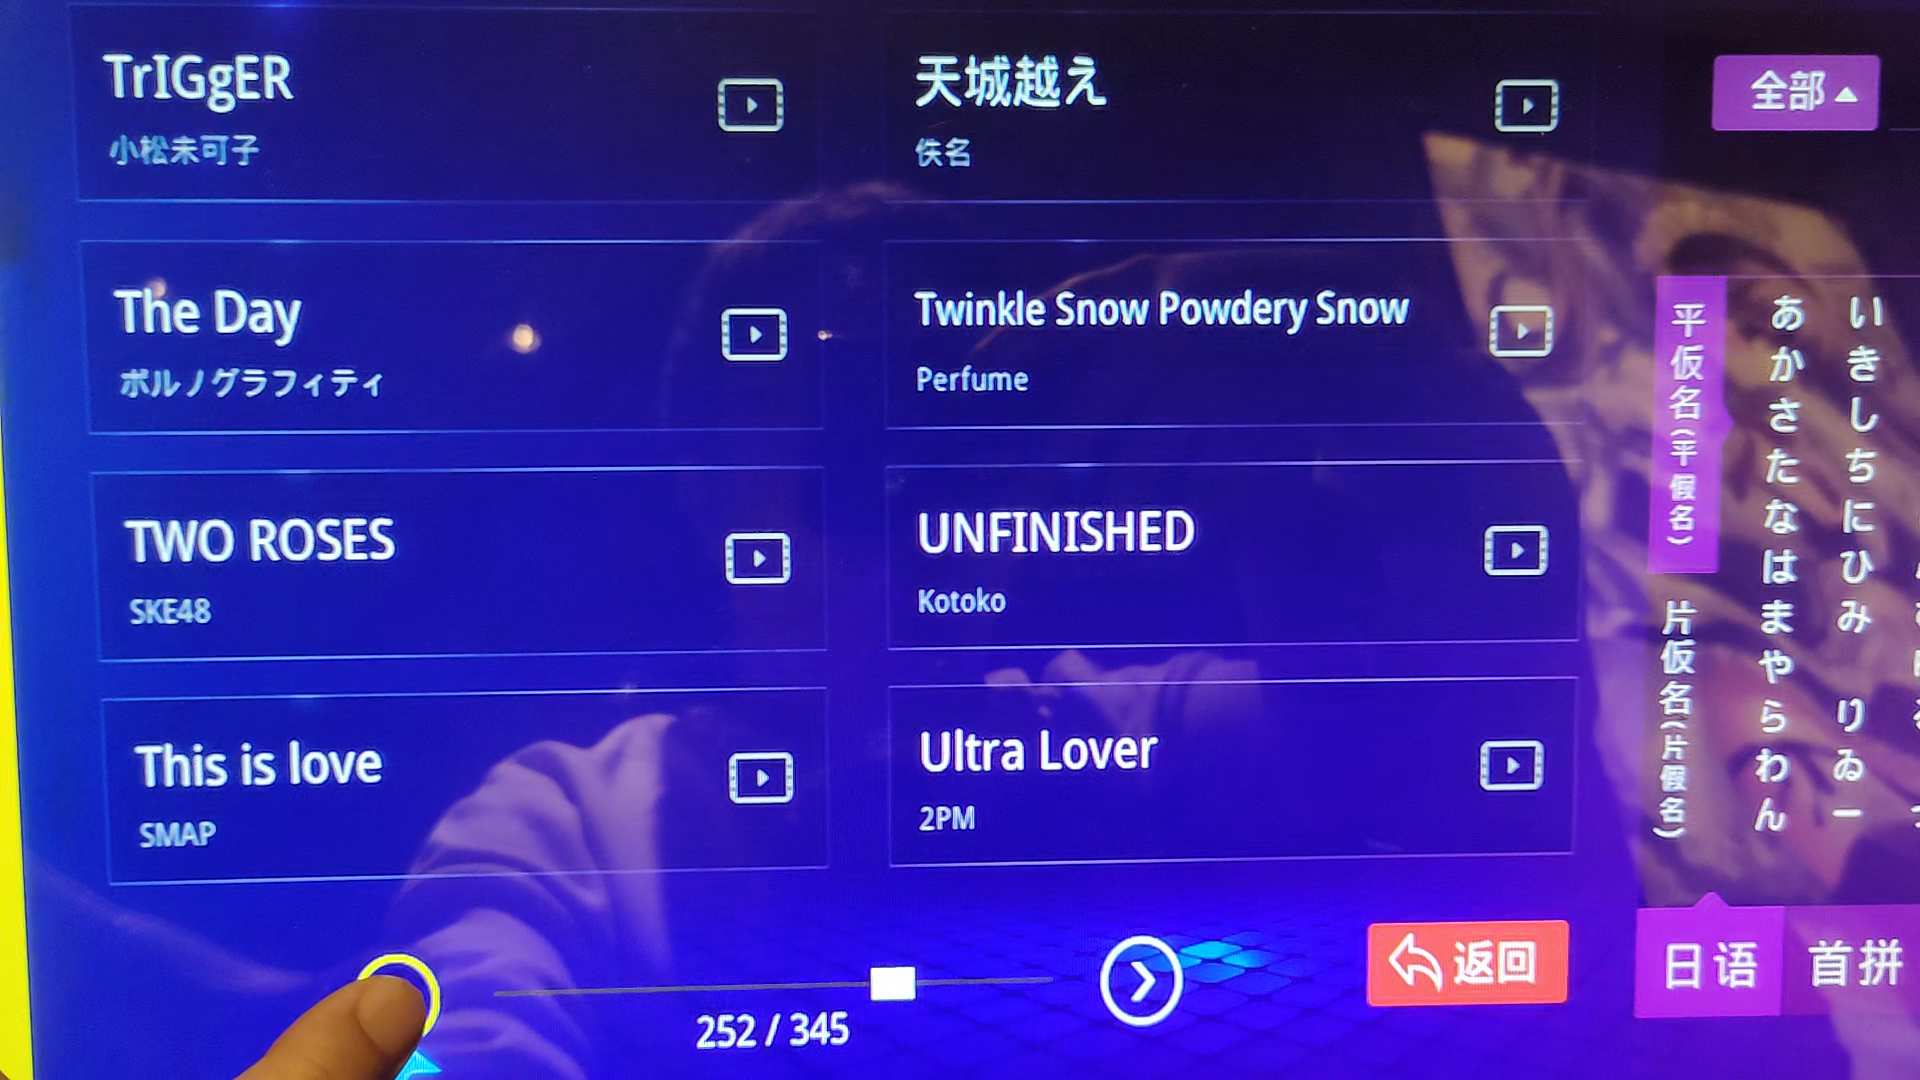 TrIGgER
小松未可子
天城越え
佚名
全部
The Day
ポルノグラフィティ
Twinkle Snow Powdery Snow
Perfume
TWO ROSES
SKE48
UNFINISHED
Kotoko
This is love
SMAP
Ultra Lover
2PM
平仮名(平假名)
片仮名(片假名)
あかさたなはまやらわん
いきしちにひみ りゐー
252 / 345
返回
日语
首拼